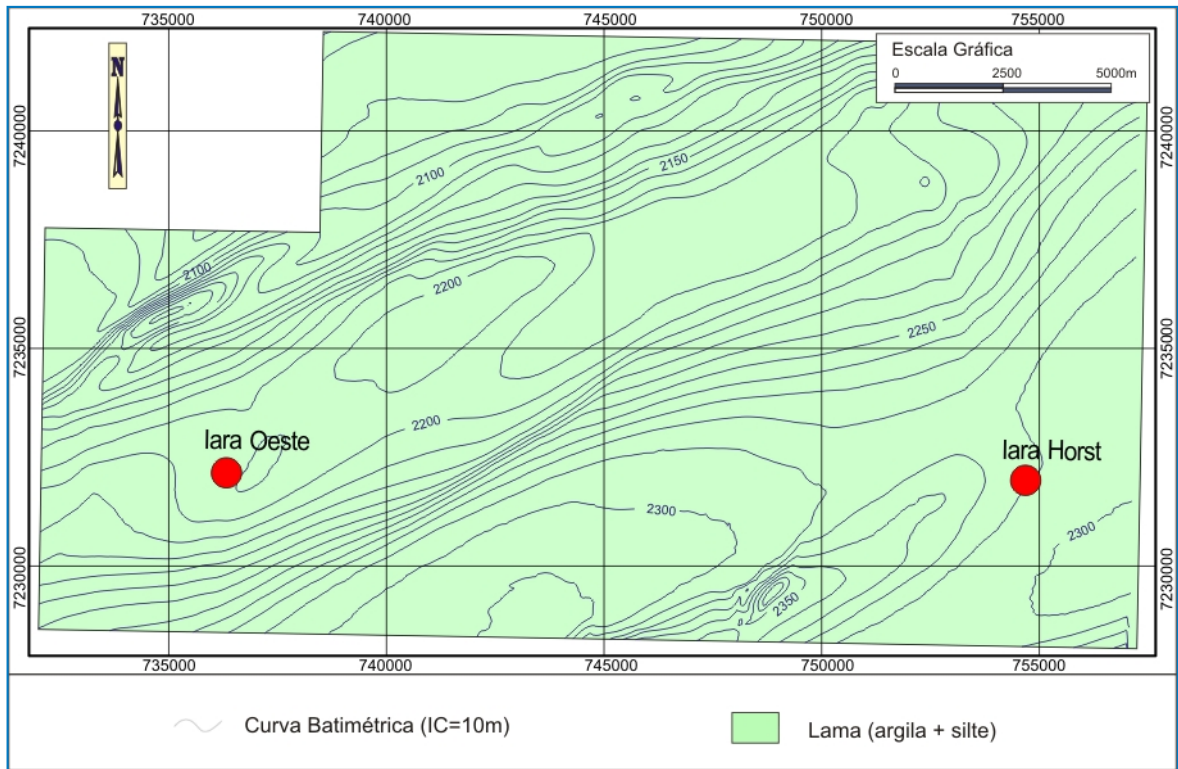 735000 740000 745000 750000 755000
Escala Gráfica
0 2500 5000m
N
7240000 7240000
2150
2100
2100
2200
7235000 7235000
2250
2200
Iara Oeste
Iara Horst
2300
2300
7230000 7230000
2350
735000 740000 745000 750000 755000
Curva Batimétrica (IC=10m)
Lama (argila + silte)